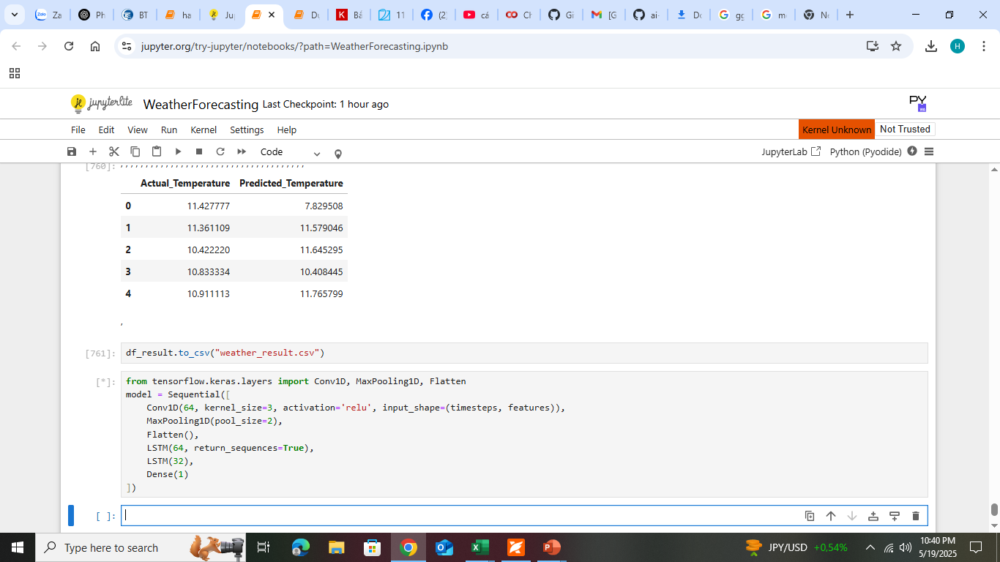 Zalo Za
Ph
BT
ha
Ju
Du
K Bả
11
(2
cá
Ch
Gi
[G
ai-
Do
gg
m
Ne
jupyter.org/try-jupyter/notebooks/?path=WeatherForecasting.ipynb
H
jupyterlite WeatherForecasting Last Checkpoint: 1 hour ago
PY
File Edit View Run Kernel Settings Help
Kernel Unknown Not Trusted
Code
JupyterLab Python (Pyodide)
[760]:
Actual_Temperature Predicted_Temperature
0 11.427777 7.829508
1 11.361109 11.579046
2 10.422220 11.645295
3 10.833334 10.408445
4 10.911113 11.765799
,
[761]: df_result.to_csv("weather_result.csv")
[*]: from tensorflow.keras.layers import Conv1D, MaxPooling1D, Flatten
model = Sequential([
Conv1D(64, kernel_size=3, activation='relu', input_shape=(timesteps, features)),
MaxPooling1D(pool_size=2),
Flatten(),
LSTM(64, return_sequences=True),
LSTM(32),
Dense(1)
])
[ ]:
Type here to search
JPY/USD +0,54%
10:40 PM
5/19/2025